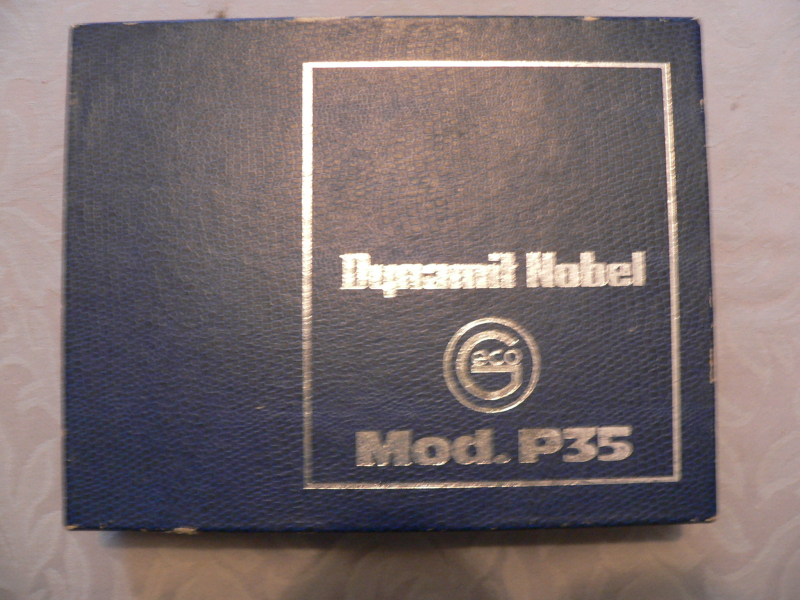 Dynamit Nobel
Geco
Mod. P35